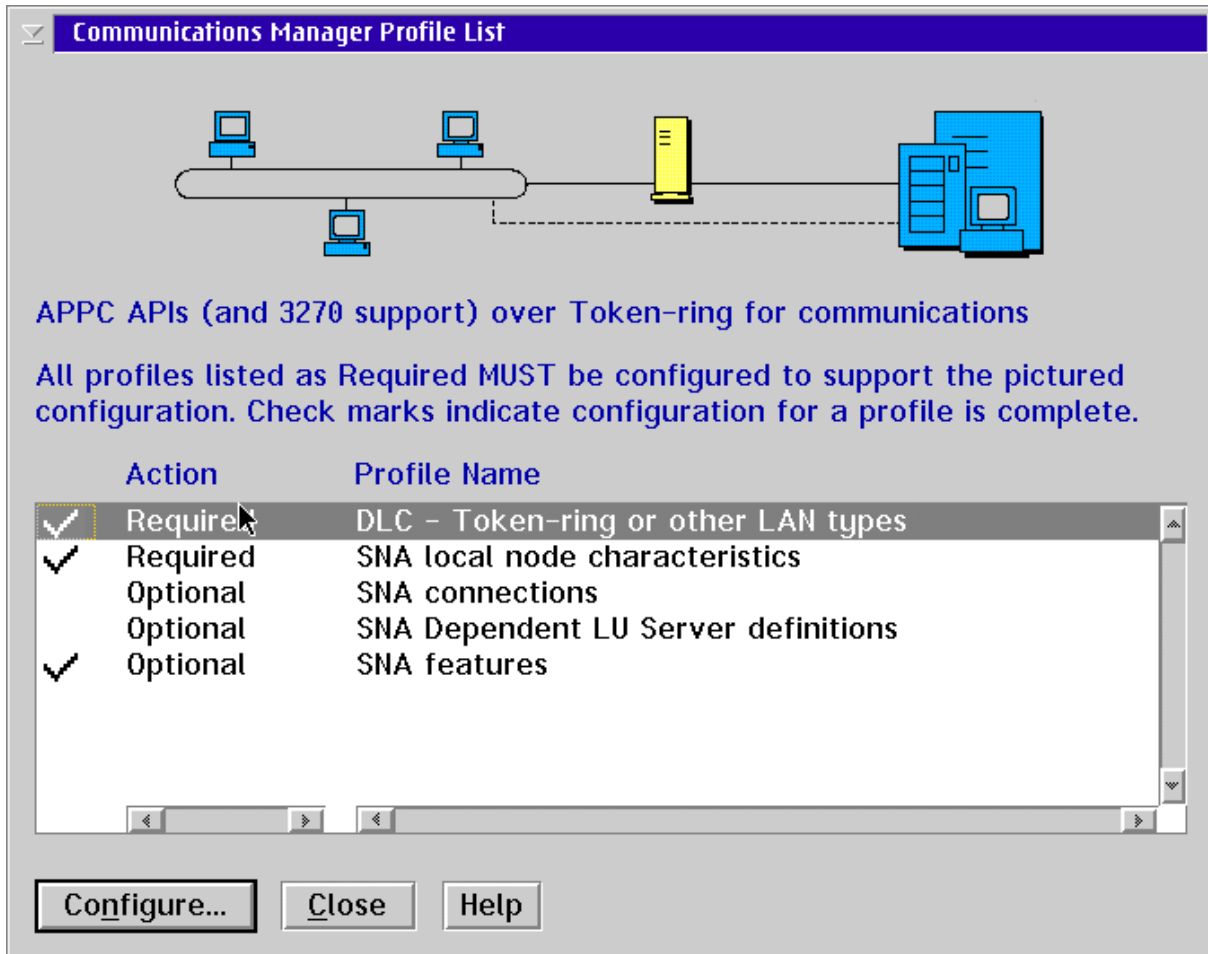 Communications Manager Profile List
APPC APIs (and 3270 support) over Token-ring for communications
All profiles listed as Required MUST be configured to support the pictured
configuration. Check marks indicate configuration for a profile is complete.
Action Profile Name
Required DLC - Token-ring or other LAN types
Required SNA local node characteristics
Optional SNA connections
Optional SNA Dependent LU Server definitions
Optional SNA features
Configure... Close Help